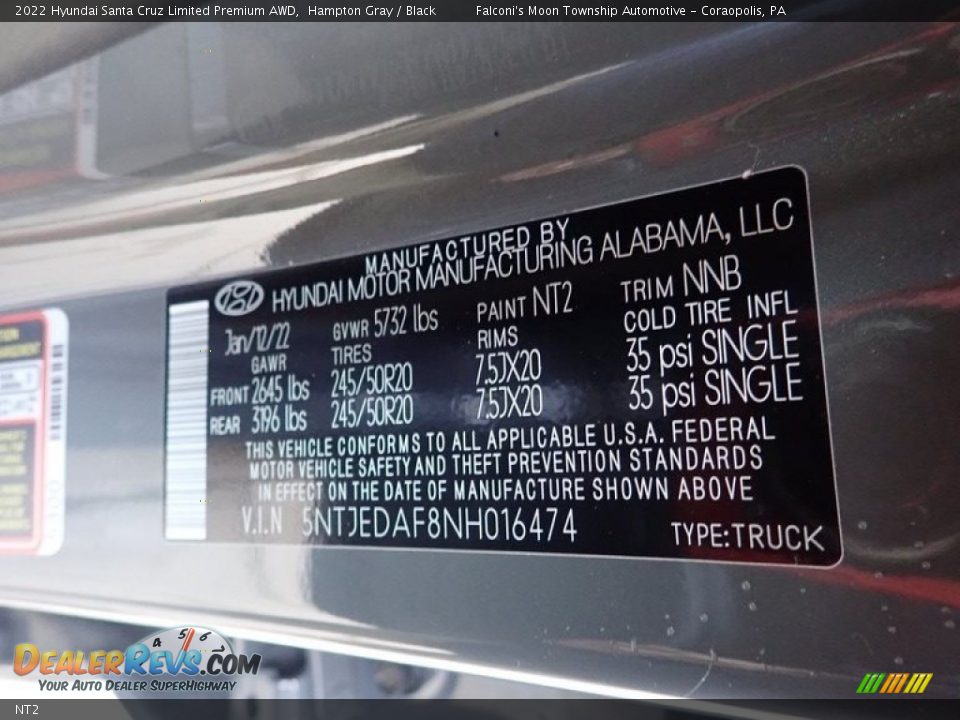 2022 Hyundai Santa Cruz Limited Premium AWD, Hampton Gray / Black Falconi's Moon Township Automotive - Coraopolis, PA
MANUFACTURED BY
HYUNDAI MOTOR MANUFACTURING ALABAMA, LLC
Jan/12/22 GVWR 5732 lbs PAINT NT2 TRIM NNB
GAWR TIRES RIMS COLD TIRE INFL
FRONT 2645 lbs 245/50R20 7.5JX20 35 psi SINGLE
REAR 3196 lbs 245/50R20 7.5JX20 35 psi SINGLE
THIS VEHICLE CONFORMS TO ALL APPLICABLE U.S.A. FEDERAL
MOTOR VEHICLE SAFETY AND THEFT PREVENTION STANDARDS
IN EFFECT ON THE DATE OF MANUFACTURE SHOWN ABOVE
V.I.N 5NTJEDAF8NH016474 TYPE:TRUCK
4 5 6
DEALERREVS.COM
YOUR AUTO DEALER SUPERHIGHWAY
NT2